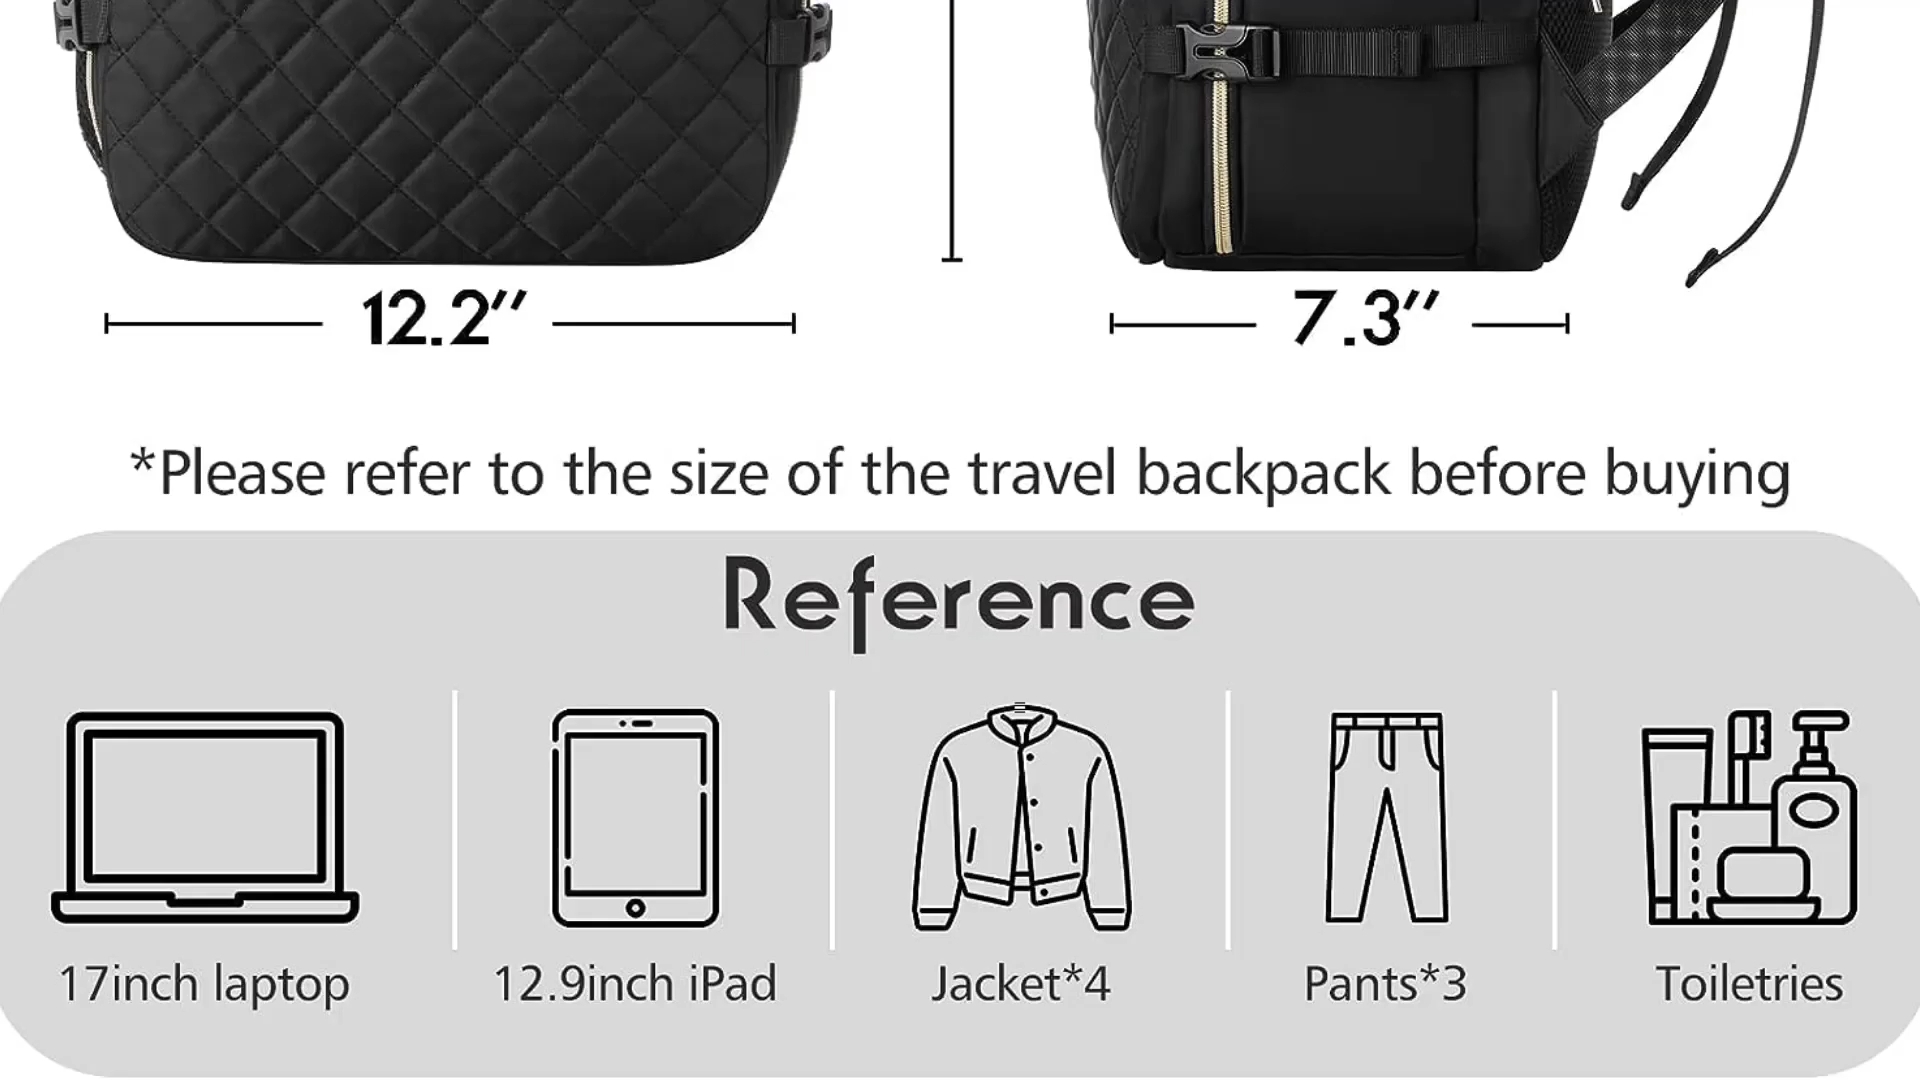 12.2″
7.3″
*Please refer to the size of the travel backpack before buying
Reference
17inch laptop
12.9inch iPad
Jacket*4
Pants*3
Toiletries